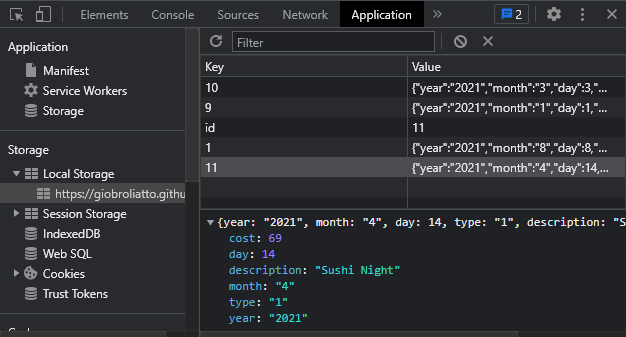 Elements Console Sources Network Application 2
Application
Manifest
Service Workers
Storage
Storage
Local Storage
https://giobroliatto.githu
Session Storage
IndexedDB
Web SQL
Cookies
Trust Tokens
Filter
Key Value
10 {"year":"2021","month":"3","day":3,"...
9 {"year":"2021","month":"1","day":1,"...
id 11
1 {"year":"2021","month":"8","day":8,"...
11 {"year":"2021","month":"4","day":14,...
{year: "2021", month: "4", day: 14, type: "1", description: "S
cost: 69
day: 14
description: "Sushi Night"
month: "4"
type: "1"
year: "2021"